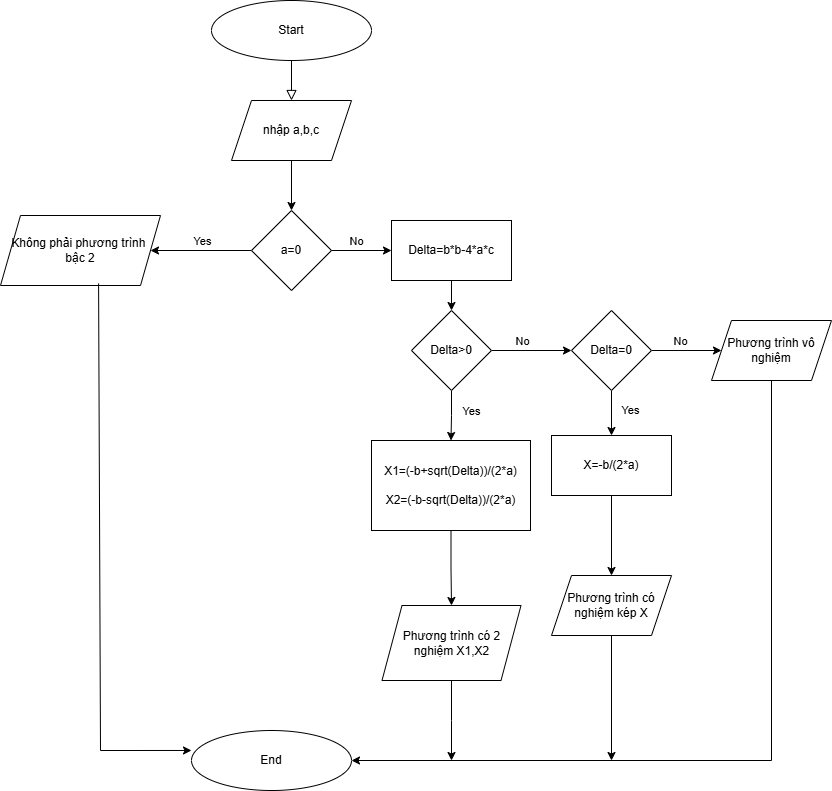 Start
nhập a,b,c
Không phải phương trình
bậc 2
Yes
a=0
No
Delta=b*b-4*a*c
Delta>0
No
Delta=0
No
Phương trình vô
nghiệm
Yes
Yes
X1=(-b+sqrt(Delta))/(2*a)
X2=(-b-sqrt(Delta))/(2*a)
X=-b/(2*a)
Phương trình có 2
nghiệm X1,X2
Phương trình có
nghiệm kép X
End